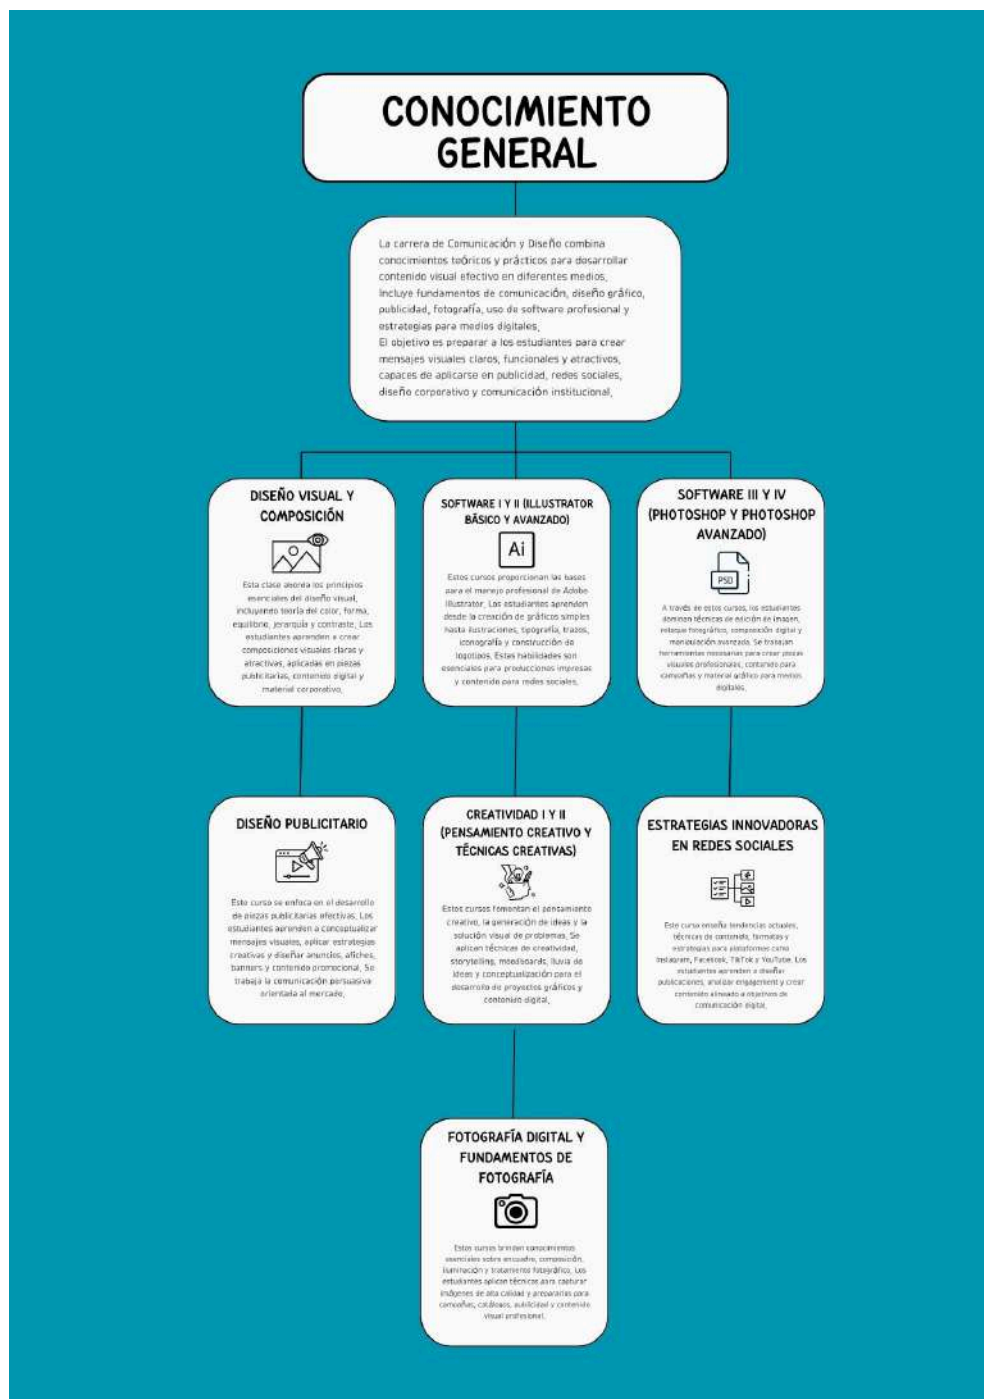 CONOCIMIENTO
GENERAL
La carrera de Comunicación y Diseño combina
conocimientos teóricos y prácticos para desarrollar
contenido visual efectivo en diferentes medios.
Incluye fundamentos de comunicación, diseño gráfico,
publicidad, fotografía, uso de software profesional y
estrategias para medios digitales.
El objetivo es preparar a los estudiantes para crear
mensajes visuales claros, funcionales y atractivos,
capaces de aplicarse en publicidad, redes sociales,
diseño corporativo y comunicación institucional.
DISEÑO VISUAL Y
COMPOSICIÓN
Esta clase aborda los principios
esenciales del diseño visual,
incluyendo teoría del color, forma,
equilibrio, jerarquía y contraste. Los
estudiantes aprenden a crear
composiciones visuales claras y
atractivas, aplicadas en piezas
publicitarias, contenido digital y
material corporativo.
SOFTWARE I Y II (ILLUSTRATOR
BÁSICO Y AVANZADO)
Ai
Estos cursos proporcionan las bases
para el manejo profesional de Adobe
Illustrator. Los estudiantes aprenden
desde la creación de gráficos simples
hasta ilustraciones, tipografía, trazos,
iconografía y construcción de
logotipos. Estas habilidades son
esenciales para producciones impresas
y contenido para redes sociales.
SOFTWARE III Y IV
(PHOTOSHOP Y PHOTOSHOP
AVANZADO)
PSD
A través de estos cursos, los estudiantes
dominan técnicas de edición de imagen,
retoque fotográfico, composición digital y
manipulación avanzada. Se trabajan
herramientas necesarias para crear piezas
visuales profesionales, contenido para
campañas y material gráfico para medios
digitales.
DISEÑO PUBLICITARIO
Este curso se enfoca en el desarrollo
de piezas publicitarias efectivas. Los
estudiantes aprenden a conceptualizar
mensajes visuales, aplicar estrategias
creativas y diseñar anuncios, afiches,
banners y contenido promocional. Se
trabaja la comunicación persuasiva
orientada al mercado.
CREATIVIDAD I Y II
(PENSAMIENTO CREATIVO Y
TÉCNICAS CREATIVAS)
Estos cursos fomentan el pensamiento
creativo, la generación de ideas y la
solución visual de problemas. Se
aplican técnicas de creatividad,
storytelling, moodboards, lluvia de
ideas y conceptualización para el
desarrollo de proyectos gráficos y
contenido digital.
ESTRATEGIAS INNOVADORAS
EN REDES SOCIALES
Este curso enseña tendencias actuales,
técnicas de contenido, formatos y
estrategias para plataformas como
Instagram, Facebook, TikTok y YouTube. Los
estudiantes aprenden a diseñar
publicaciones, analizar engagement y crear
contenido alineado a objetivos de
comunicación digital.
FOTOGRAFÍA DIGITAL Y
FUNDAMENTOS DE
FOTOGRAFÍA
Estos cursos brindan conocimientos
esenciales sobre encuadre, composición,
iluminación y tratamiento fotográfico. Los
estudiantes aplican técnicas para capturar
imágenes de alta calidad y prepararlas para
campañas, catálogos, publicidad y contenido
visual profesional.